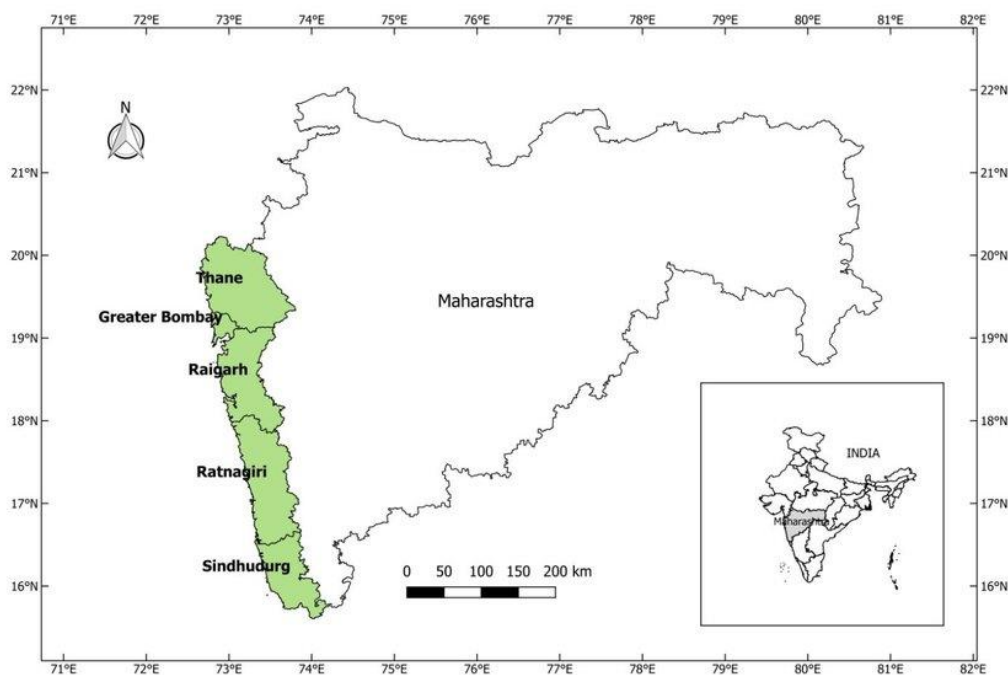 71°E 72°E 73°E 74°E 75°E 76°E 77°E 78°E 79°E 80°E 81°E 82°E
22°N 22°N
N
21°N 21°N
20°N 20°N
Thane
Maharashtra
Greater Bombay
19°N 19°N
Raigarh
18°N 18°N
INDIA
Ratnagiri
17°N 17°N
Maharashtra
Sindhudurg
0 50 100 150 200 km
16°N 16°N
71°E 72°E 73°E 74°E 75°E 76°E 77°E 78°E 79°E 80°E 81°E 82°E